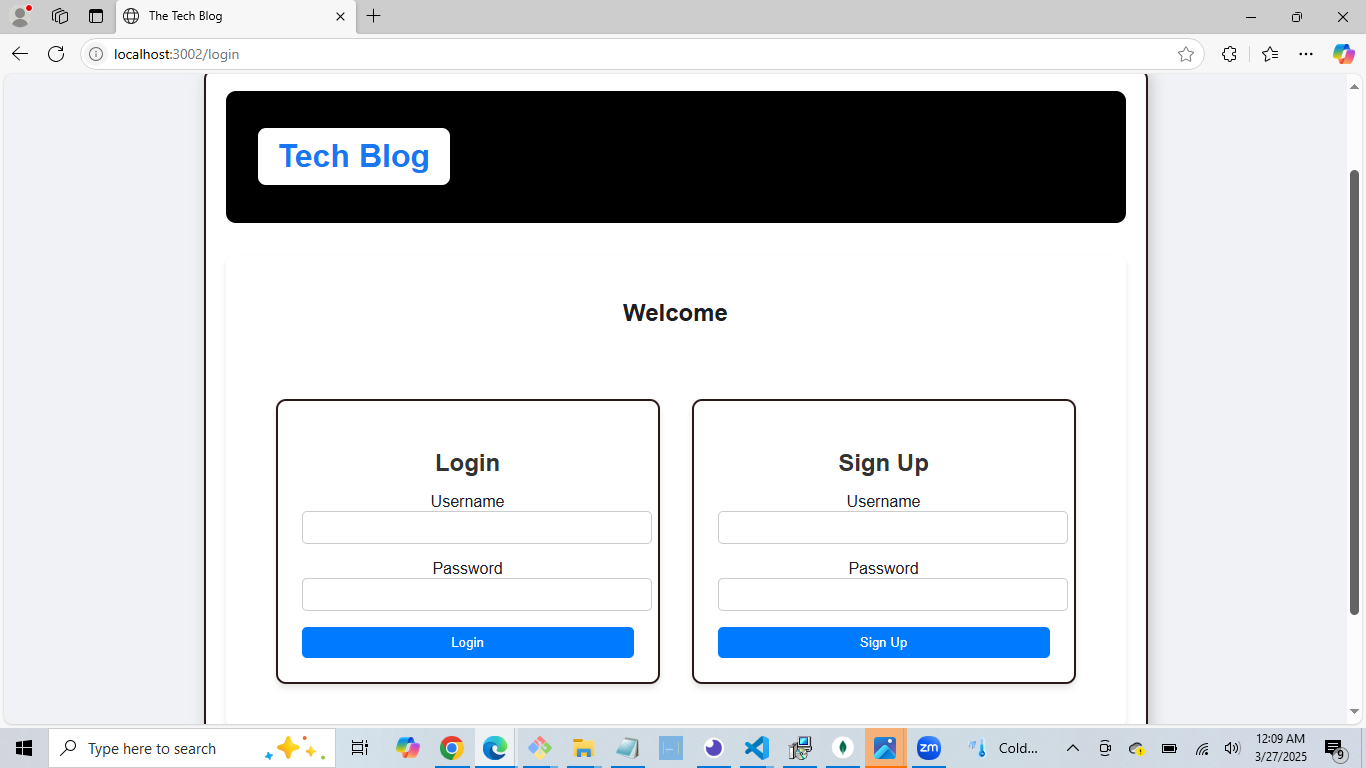 The Tech Blog
localhost:3002/login
Tech Blog
Welcome
Login
Username
Password
Login
Sign Up
Username
Password
Sign Up
Type here to search
zm
Cold...
12:09 AM
3/27/2025
9